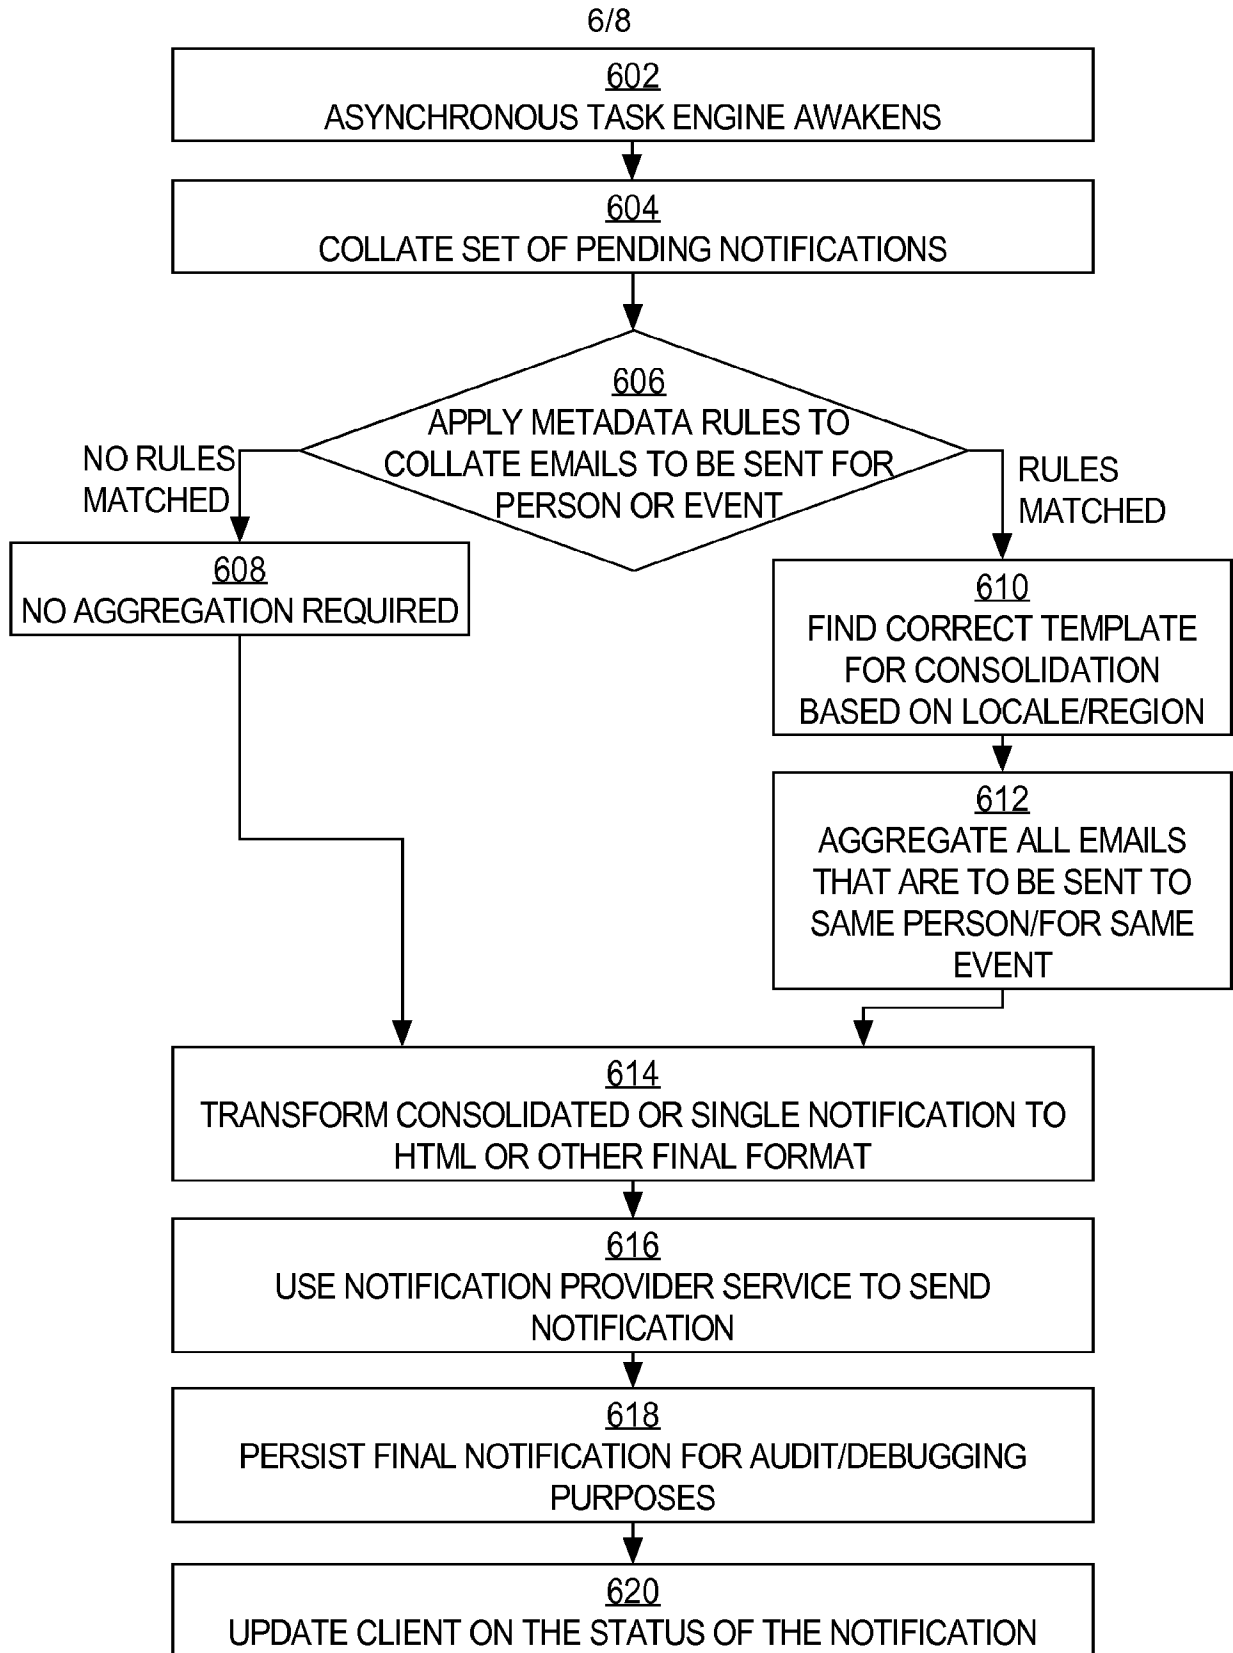 6/8
602
ASYNCHRONOUS TASK ENGINE AWAKENS
604
COLLATE SET OF PENDING NOTIFICATIONS
606
APPLY METADATA RULES TO
COLLATE EMAILS TO BE SENT FOR
PERSON OR EVENT
NO RULES
MATCHED
RULES
MATCHED
608
NO AGGREGATION REQUIRED
610
FIND CORRECT TEMPLATE
FOR CONSOLIDATION
BASED ON LOCALE/REGION
612
AGGREGATE ALL EMAILS
THAT ARE TO BE SENT TO
SAME PERSON/FOR SAME
EVENT
614
TRANSFORM CONSOLIDATED OR SINGLE NOTIFICATION TO
HTML OR OTHER FINAL FORMAT
616
USE NOTIFICATION PROVIDER SERVICE TO SEND
NOTIFICATION
618
PERSIST FINAL NOTIFICATION FOR AUDIT/DEBUGGING
PURPOSES
620
UPDATE CLIENT ON THE STATUS OF THE NOTIFICATION